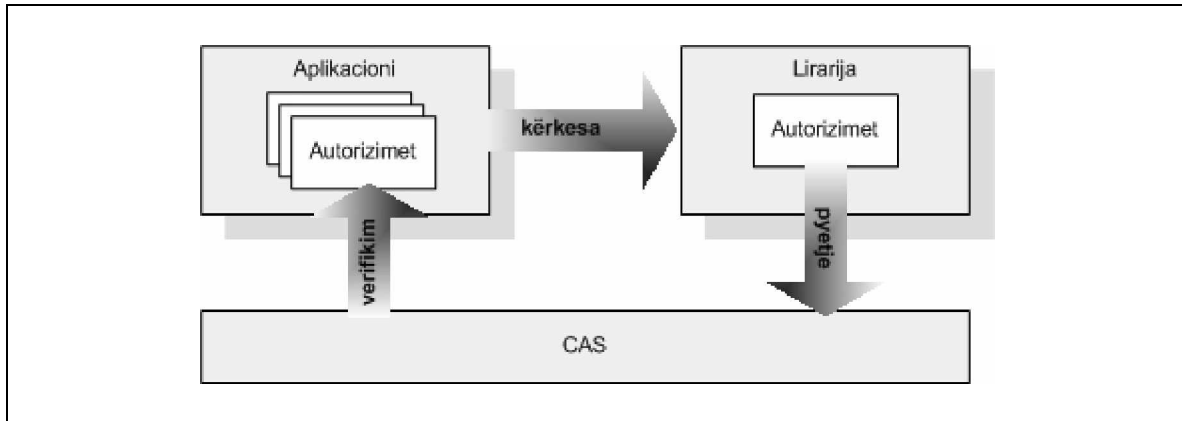 Aplikacioni
Autorizimet
kërkesa
Lirarija
Autorizimet
verifikim
pyetje
CAS